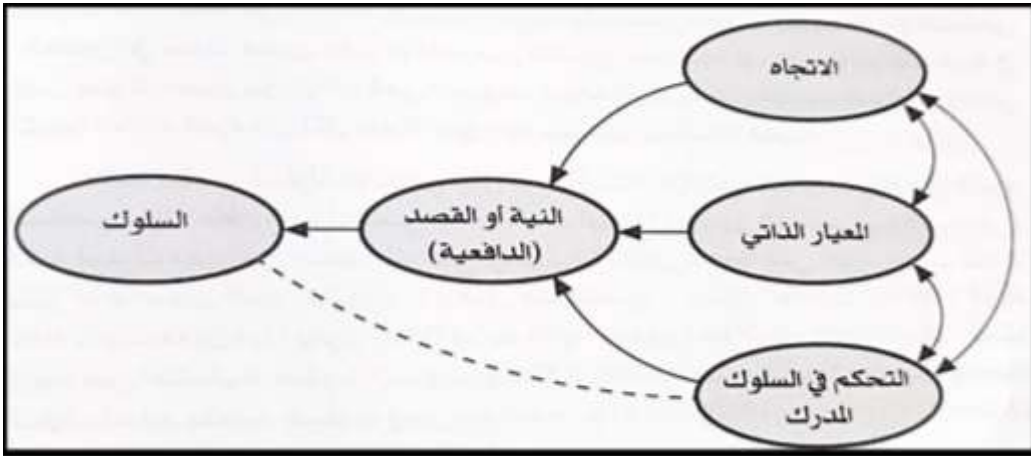 الاتجاه
المعيار الذاتي
التحكم في السلوك
المدرك
النية أو القصد
(الدافعية)
السلوك